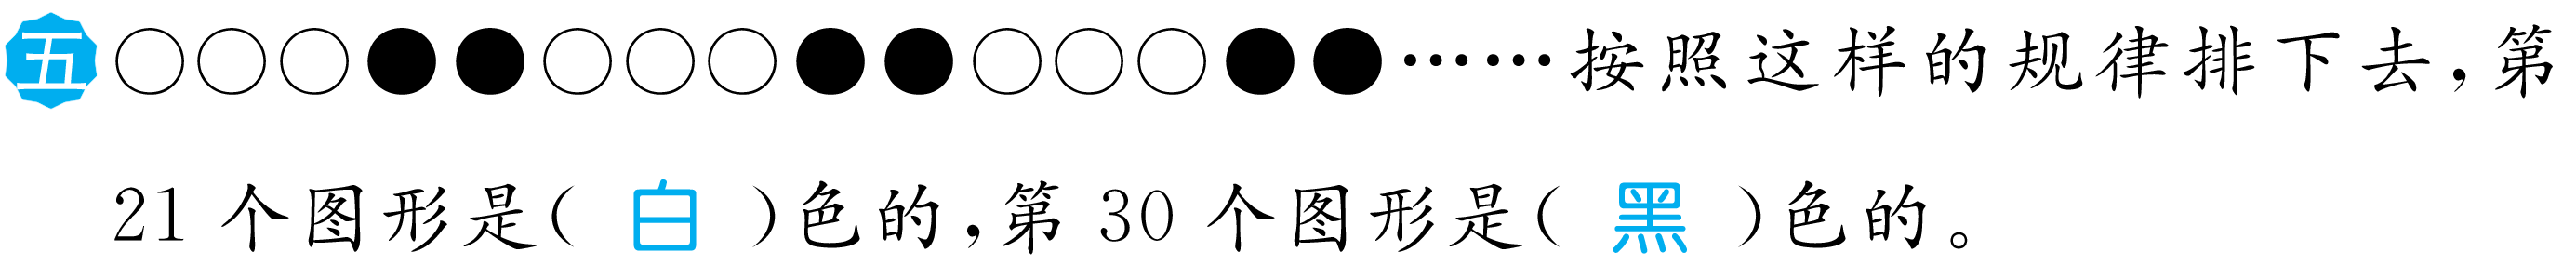 五 ○○○●●○○○●●○○○●●……按照这样的规律排下去,第
21个图形是( 白 )色的,第30个图形是( 黑 )色的。